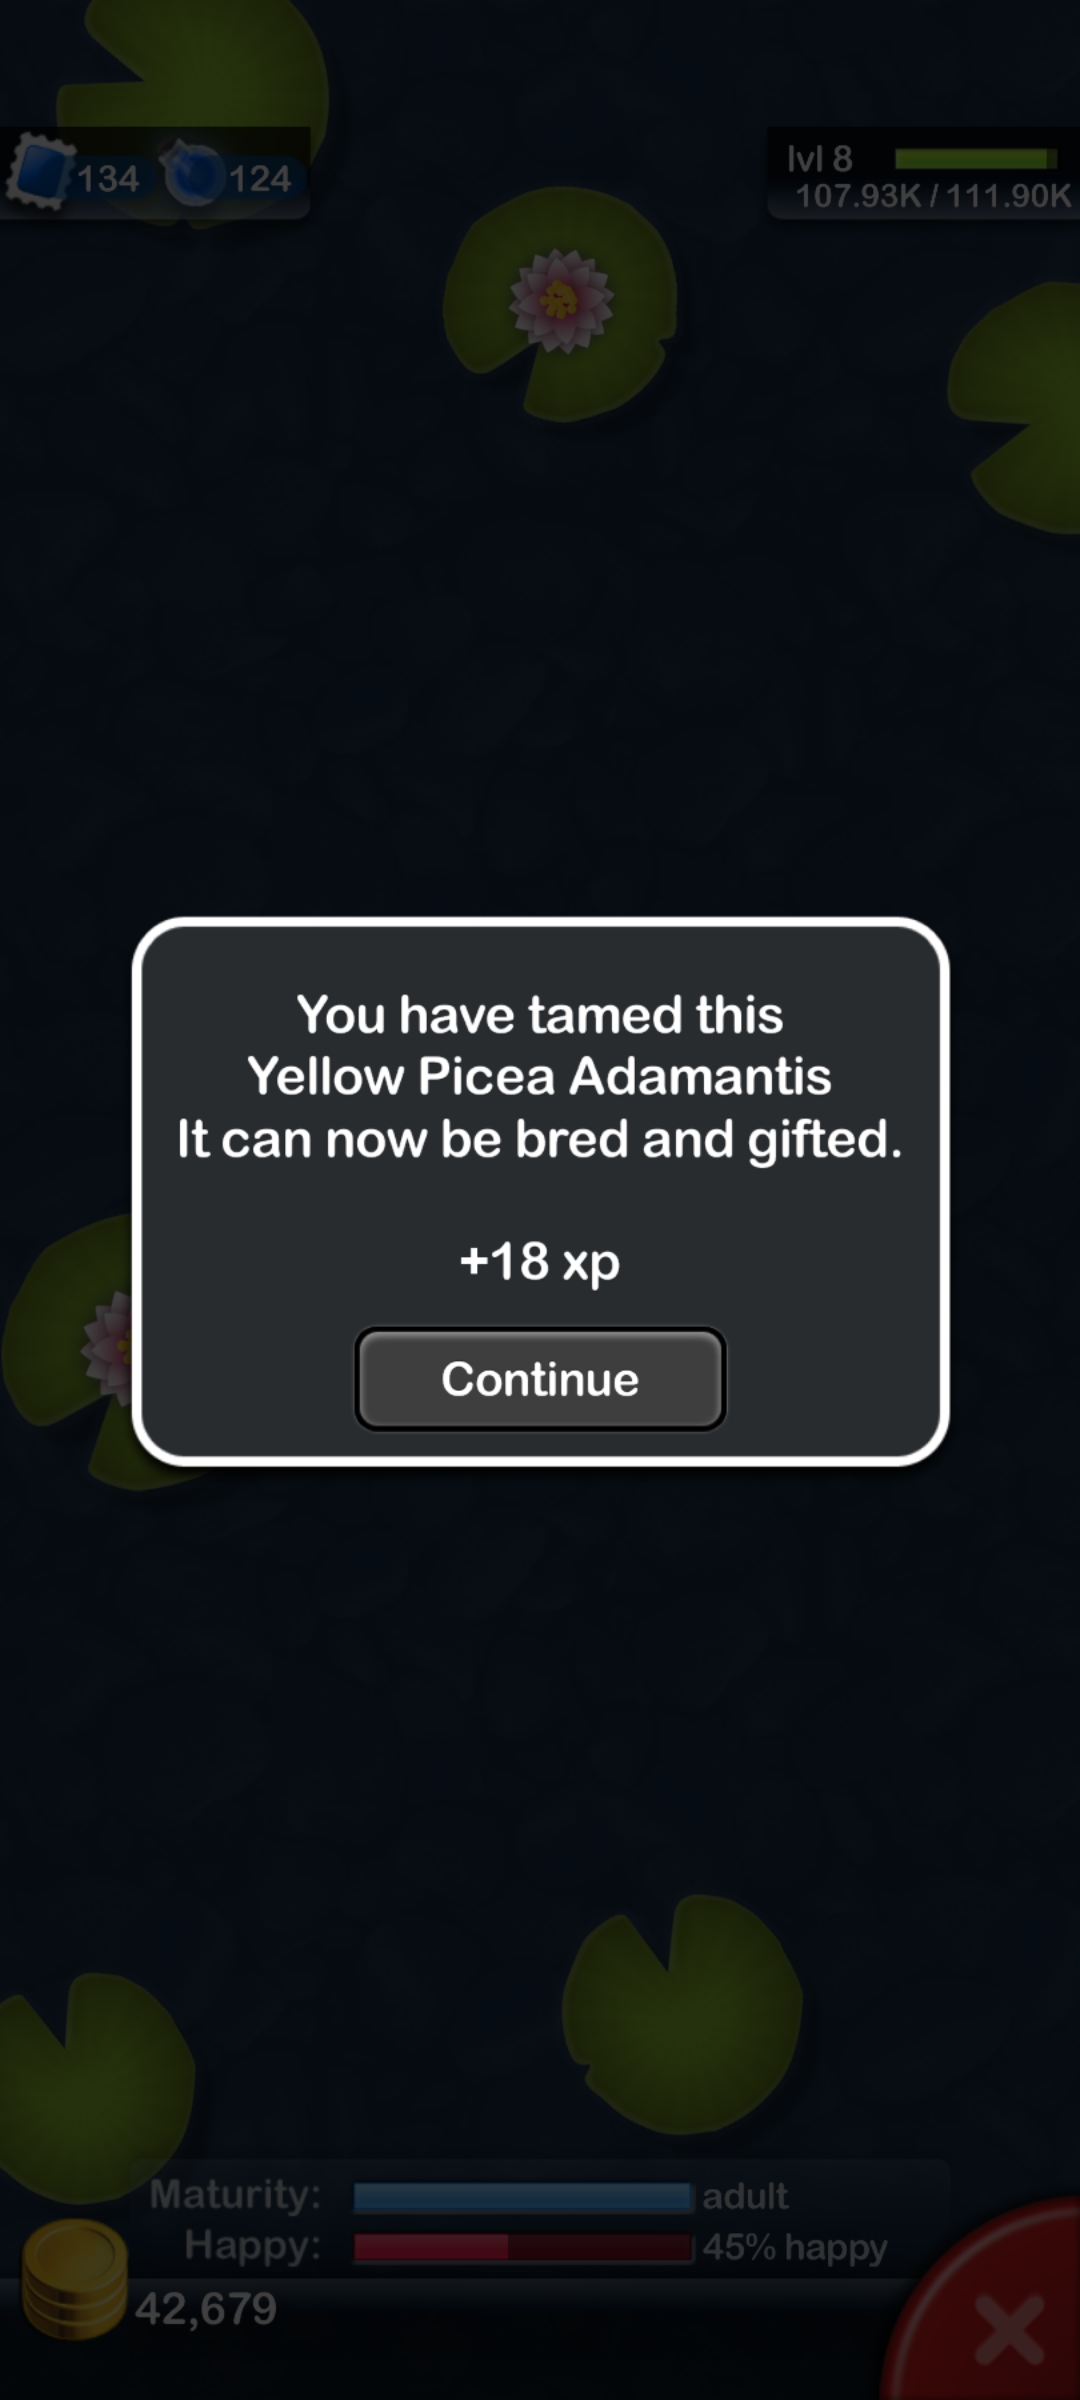 134
124
lvl 8
107.93K / 111.90K
You have tamed this
Yellow Picea Adamantis
It can now be bred and gifted.
+18 xp
Continue
Maturity:
adult
Happy:
45% happy
42,679